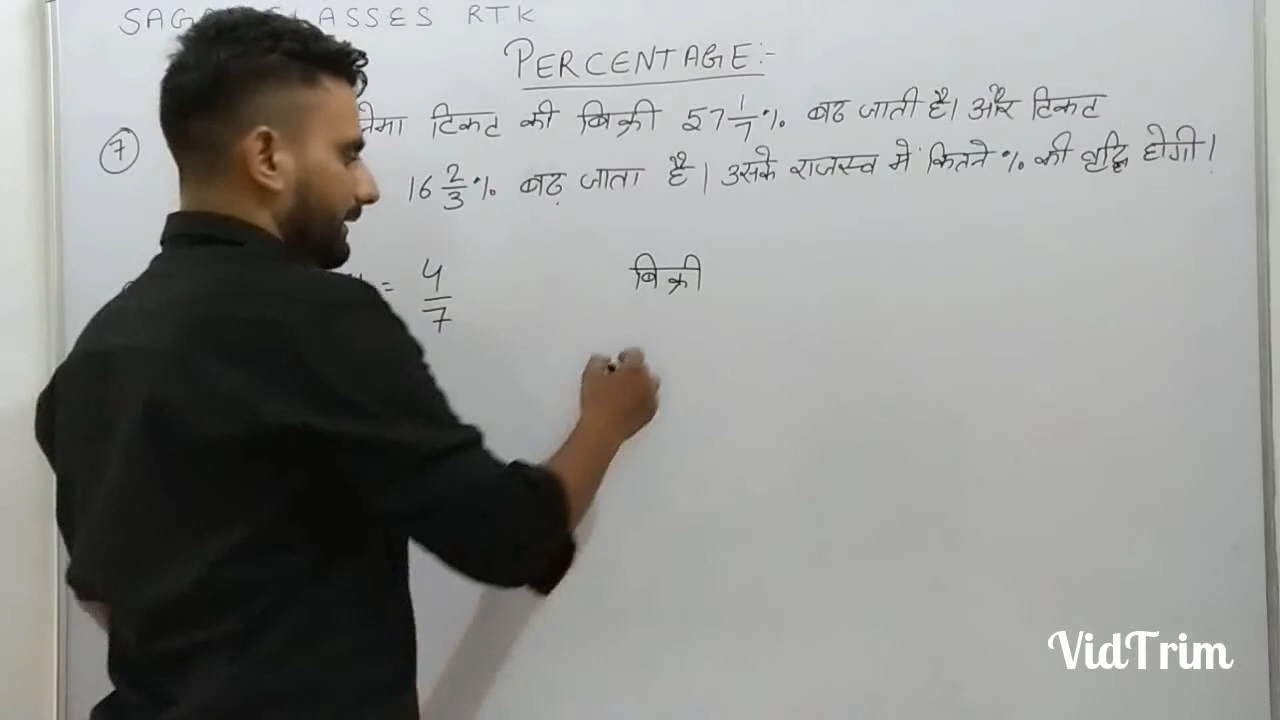 SAGA CLASSES RTK
PERCENTAGE:-
7 नेमा टिकट की बिक्री 57 1/7 % बढ जाती है। और टिकट
16 2/3 % बढ़ जाता है। उसके राजस्व में कितने % की वृद्धि होगी।
= 4/7
बिक्री
VidTrim